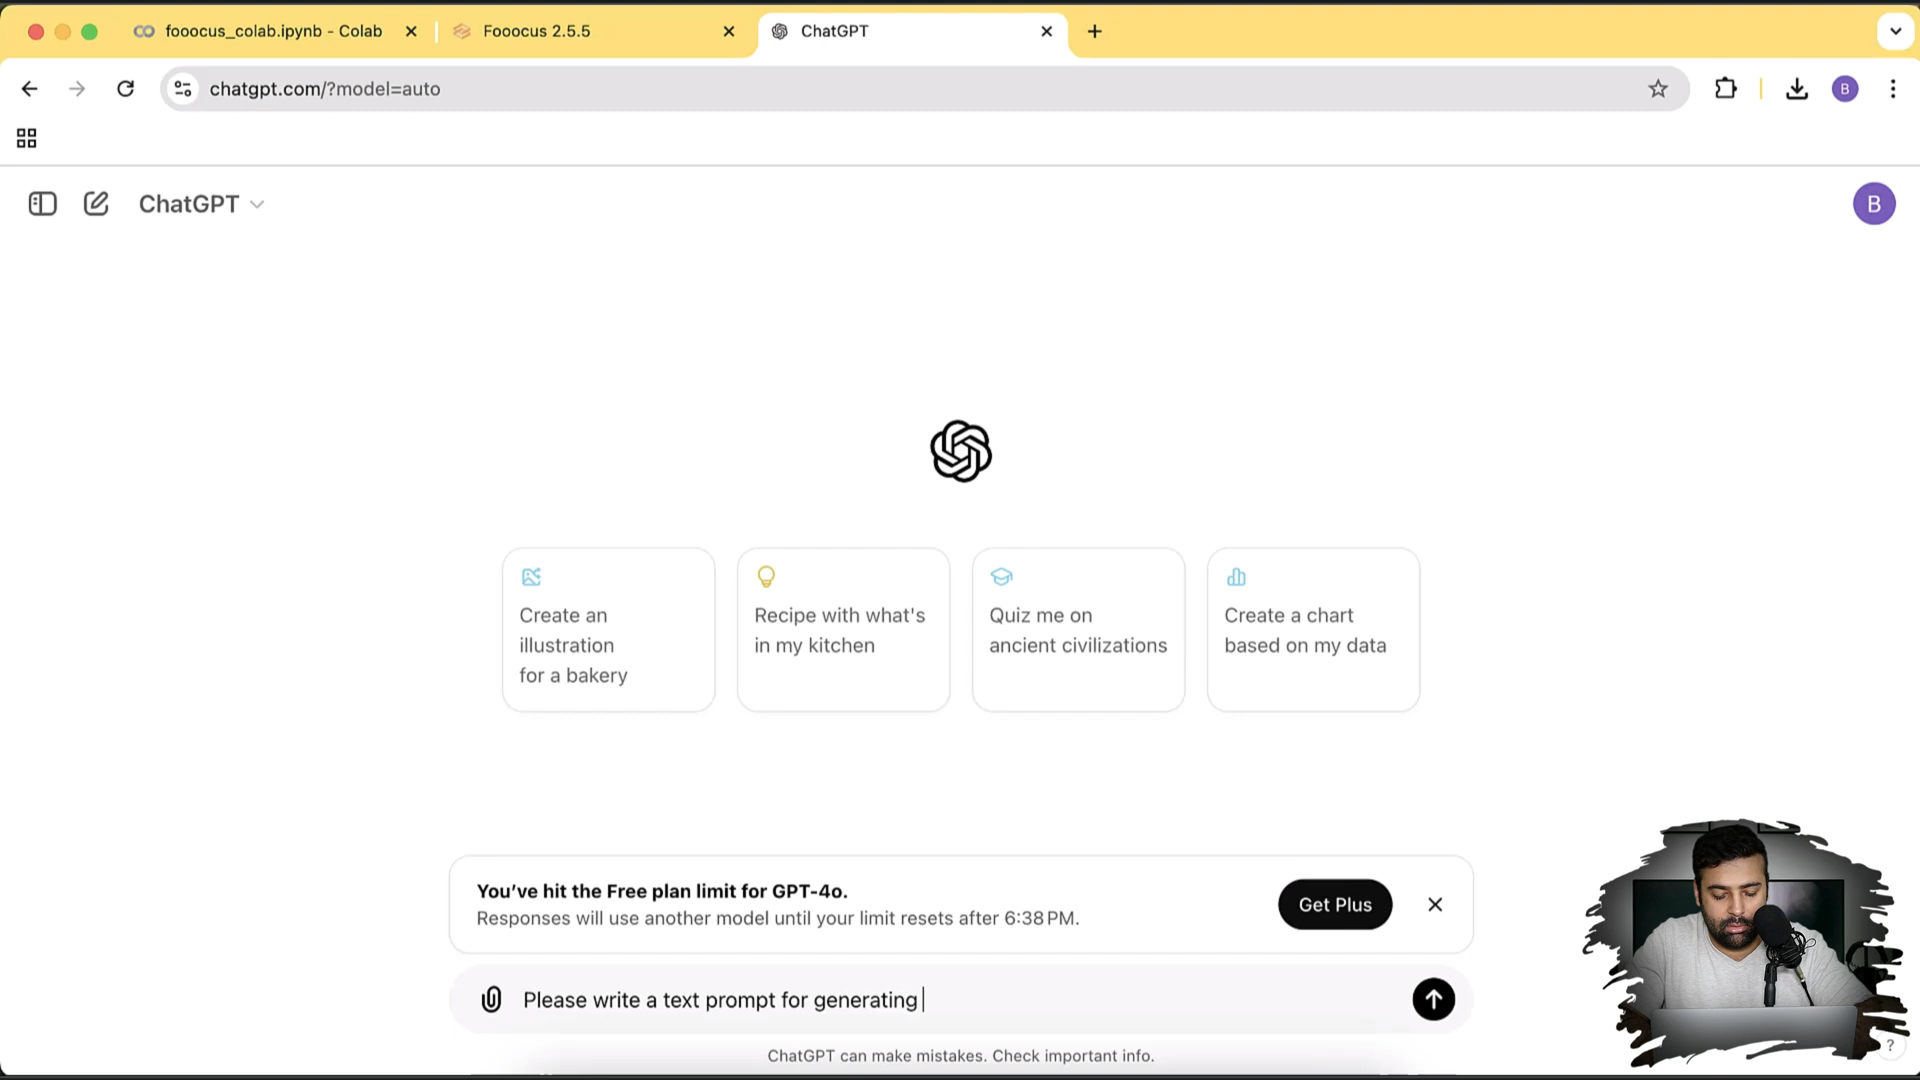 fooocus_colab.ipynb - Colab
Fooocus 2.5.5
ChatGPT
chatgpt.com/?model=auto
B
ChatGPT
B
Create an
illustration
for a bakery
Recipe with what's
in my kitchen
Quiz me on
ancient civilizations
Create a chart
based on my data
You've hit the Free plan limit for GPT-4o.
Responses will use another model until your limit resets after 6:38 PM.
Get Plus
Please write a text prompt for generating
ChatGPT can make mistakes. Check important info.
?